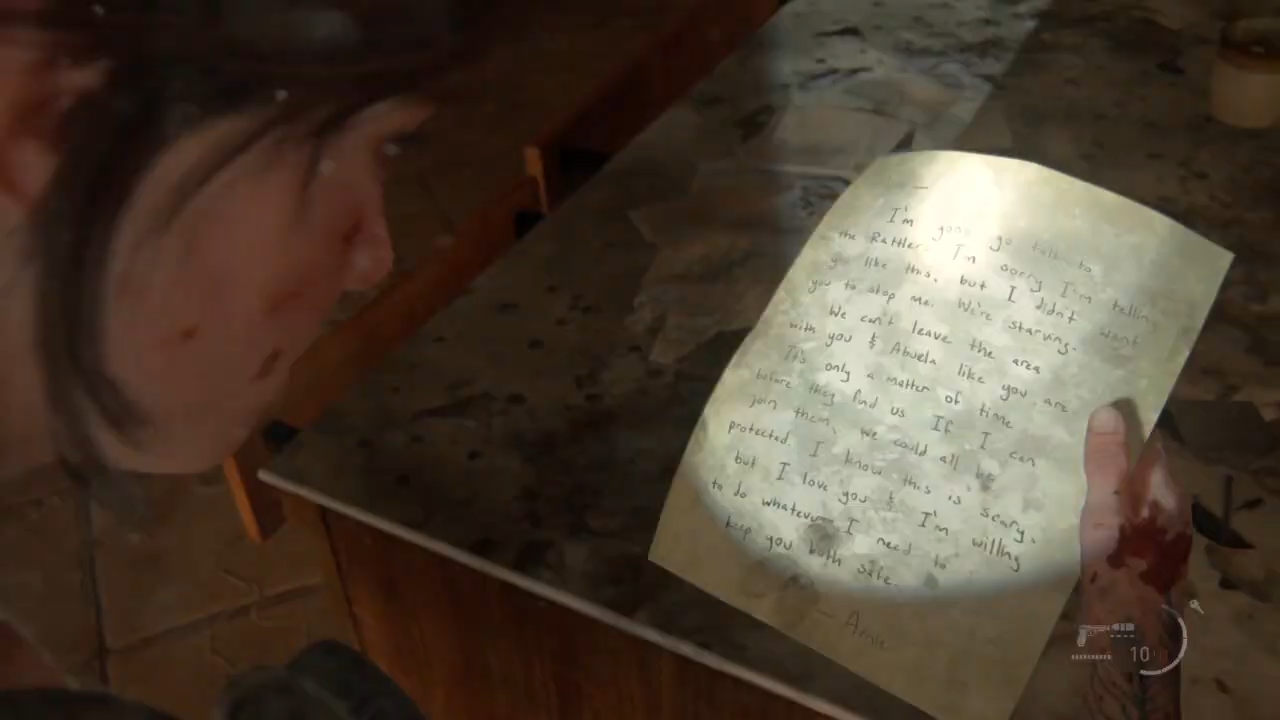 I'm gonna go talk to
the Rattlers. I'm sorry I'm telling
you like this, but I didn't want
you to stop me. We're starving.
We can't leave the area
with you & Abuela like you are
It's only a matter of time
before they find us. If I can
join them, we could all be
protected. I know this is scary,
but I love you & I'm willing
to do whatever I need to
keep you both safe.
- Arnie
10